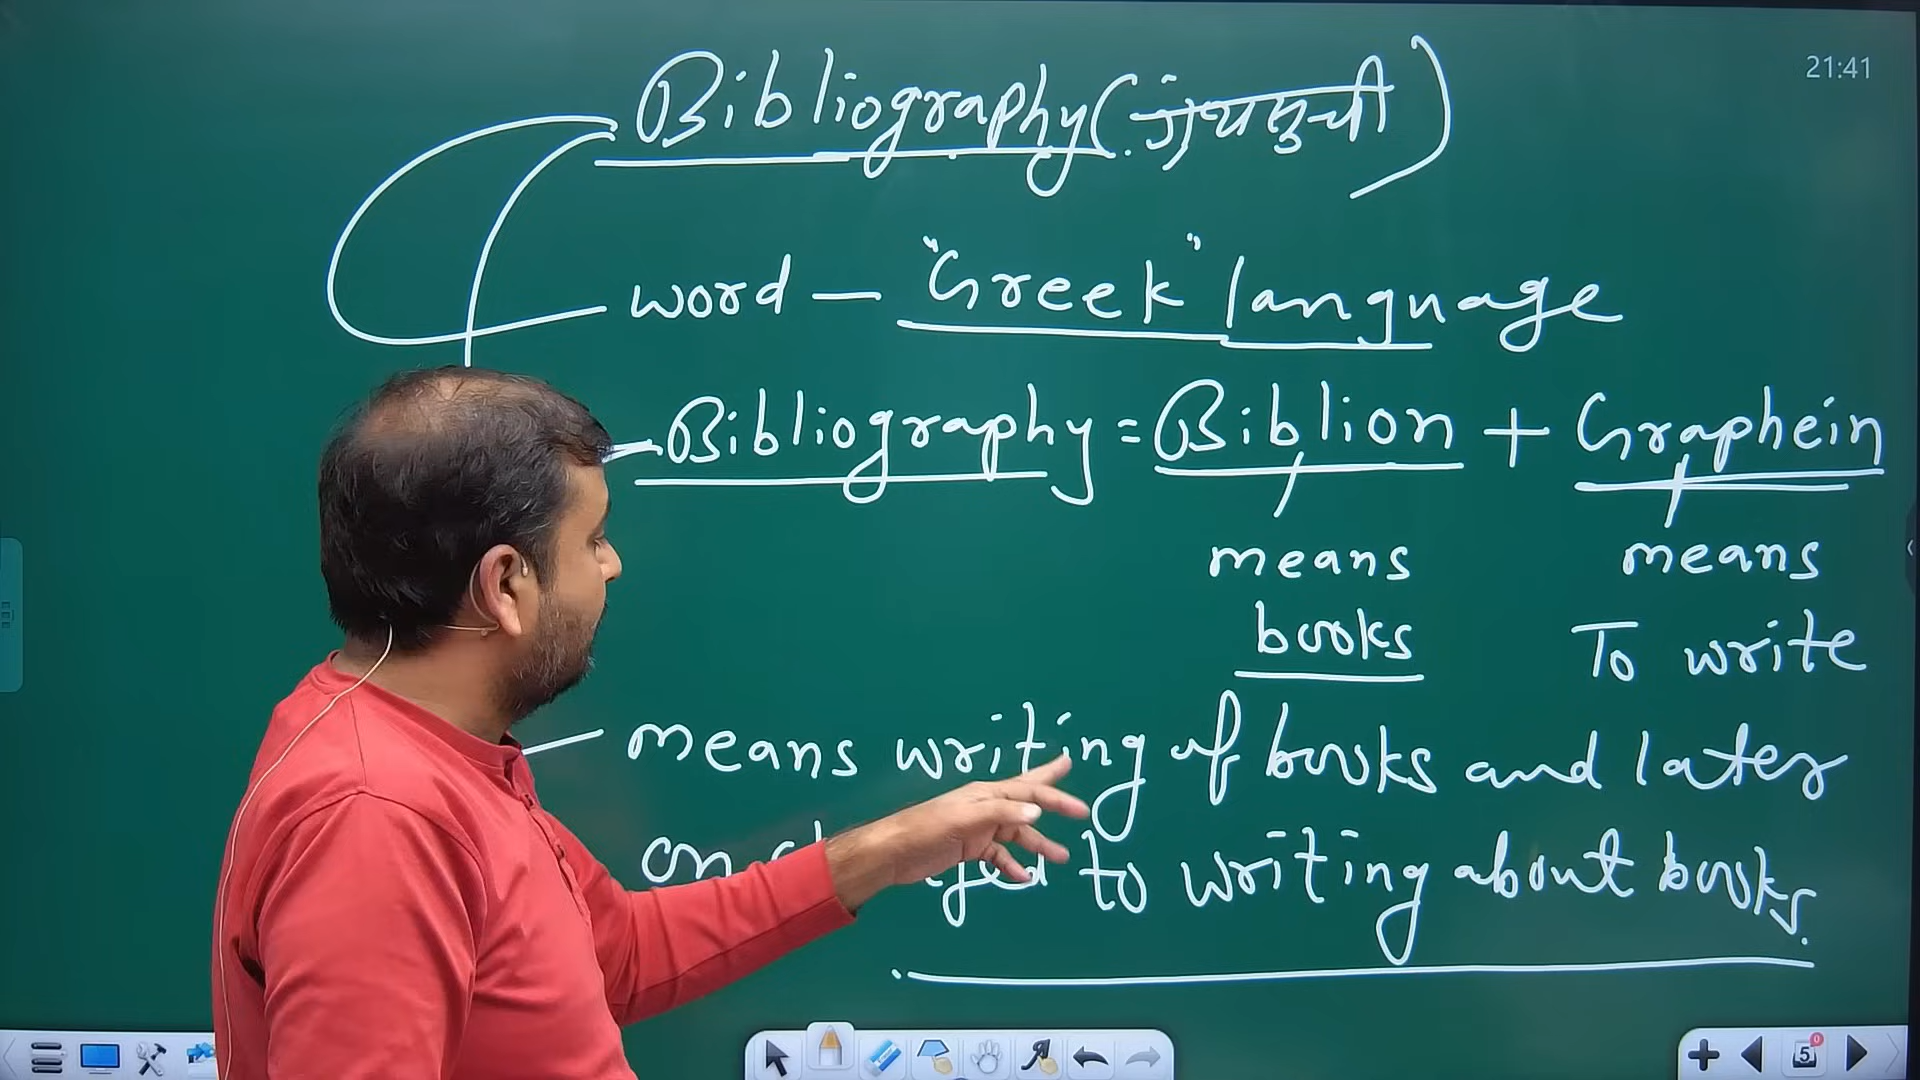 21:41
Bibliography (ग्रंथसूची)
word - "Greek" language
Bibliography = Biblion + Graphein
means means
books To write
means writing of books and later
on to writing about books.
5